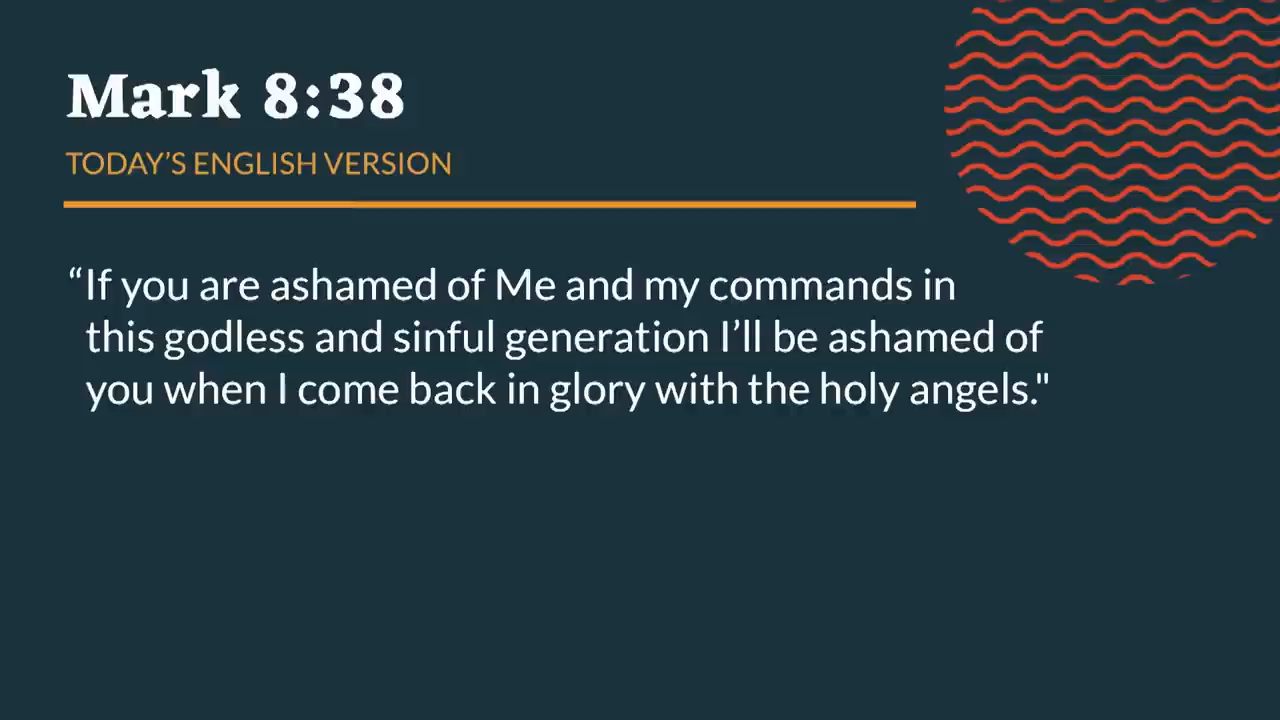 Mark 8:38
TODAY’S ENGLISH VERSION
“If you are ashamed of Me and my commands in
this godless and sinful generation I’ll be ashamed of
you when I come back in glory with the holy angels."